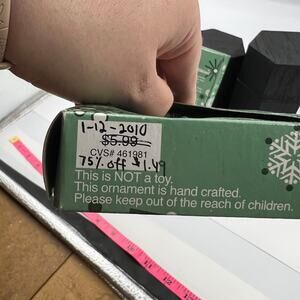 1-12-2010
$5.99
CVS# 461981
75% off $1.49
This is NOT a toy.
This ornament is hand crafted.
Please keep out of the reach of children.